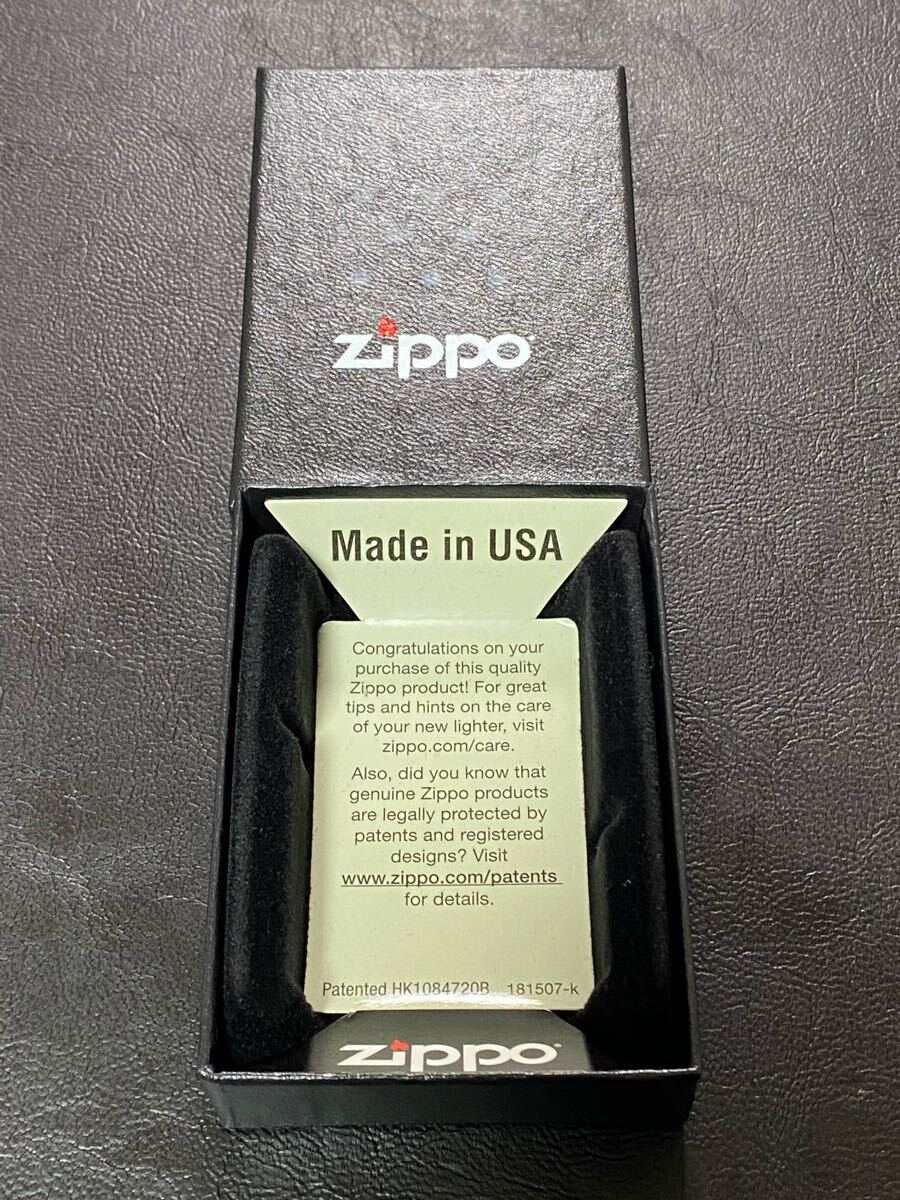 zippo
Made in USA
Congratulations on your
purchase of this quality
Zippo product! For great
tips and hints on the care
of your new lighter, visit
zippo.com/care.
Also, did you know that
genuine Zippo products
are legally protected by
patents and registered
designs? Visit
www.zippo.com/patents
for details.
Patented HK1084720B 181507-k
zippo